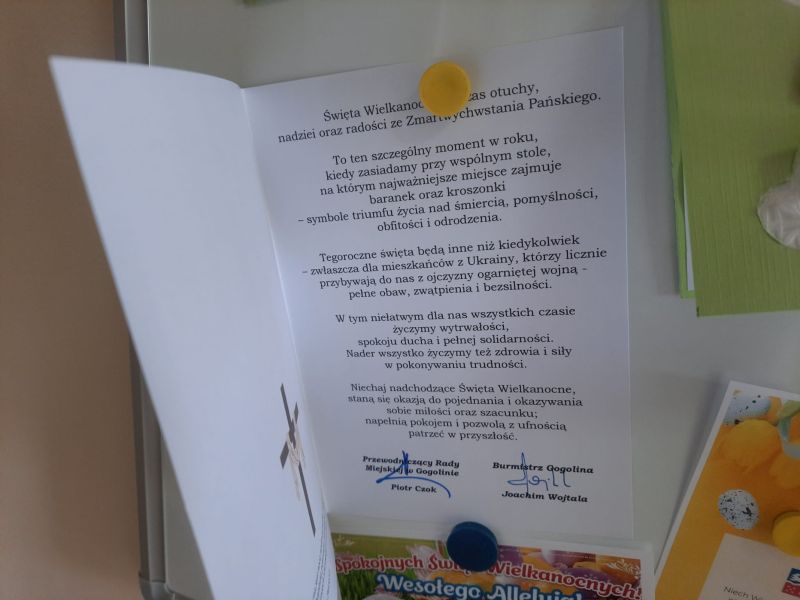 Święta Wielkanoc czas otuchy,
nadziei oraz radości ze Zmartwychwstania Pańskiego.
To ten szczególny moment w roku,
kiedy zasiadamy przy wspólnym stole,
na którym najważniejsze miejsce zajmuje
baranek oraz kroszonki
– symbole triumfu życia nad śmiercią, pomyślności,
obfitości i odrodzenia.
Tegoroczne święta będą inne niż kiedykolwiek
– zwłaszcza dla mieszkańców z Ukrainy, którzy licznie
przybywają do nas z ojczyzny ogarniętej wojną -
pełne obaw, zwątpienia i bezsilności.
W tym niełatwym dla nas wszystkich czasie
życzymy wytrwałości,
spokoju ducha i pełnej solidarności.
Nader wszystko życzymy też zdrowia i siły
w pokonywaniu trudności.
Niechaj nadchodzące Święta Wielkanocne,
staną się okazją do pojednania i okazywania
sobie miłości oraz szacunku;
napełnią pokojem i pozwolą z ufnością
patrzeć w przyszłość.
Przewodniczący Rady
Miejskiej w Gogolinie
Piotr Czok
Burmistrz Gogolina
Joachim Wojtala
Spokojnych Świąt Wielkanocnych!
Wesołego Alleluja!
Niech W